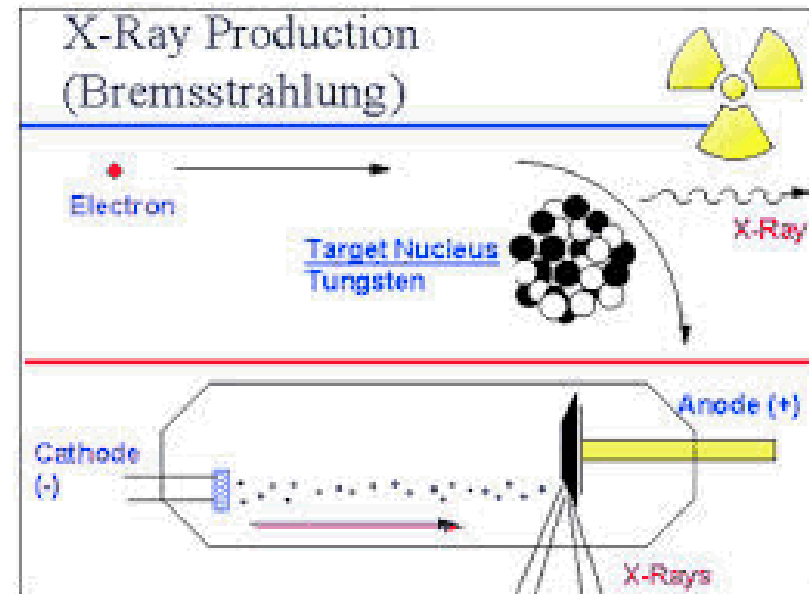 X-Ray Production
(Bremsstrahlung)
Electron
X-Ray
Target Nucleus
Tungsten
Anode (+)
Cathode
(-)
X-Rays